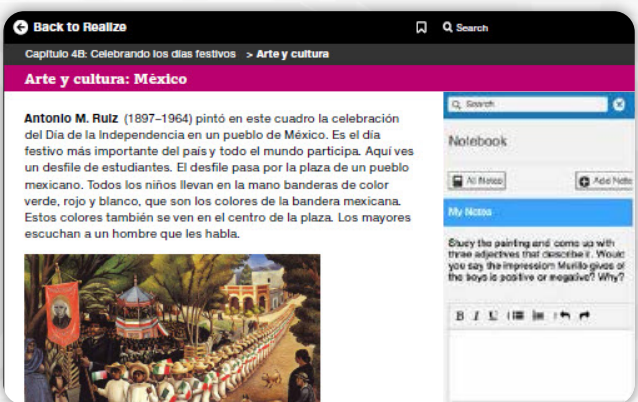 Back to Realize
Search
Capítulo 4B: Celebrando los días festivos > Arte y cultura
Arte y cultura: México
Antonio M. Ruiz (1897–1964) pintó en este cuadro la celebración
del Día de la Independencia en un pueblo de México. Es el día
festivo más importante del país y todo el mundo participa. Aquí ves
un desfile de estudiantes. El desfile pasa por la plaza de un pueblo
mexicano. Todos los niños llevan en la mano banderas de color
verde, rojo y blanco, que son los colores de la bandera mexicana.
Estos colores también se ven en el centro de la plaza. Los mayores
escuchan a un hombre que les habla.
Search
Notebook
All Notes
Add Note
My Notes
Study the painting and come up with
three adjectives that describe it. Would
you say the impression Murillo gives of
the boys is positive or negative? Why?
B I U